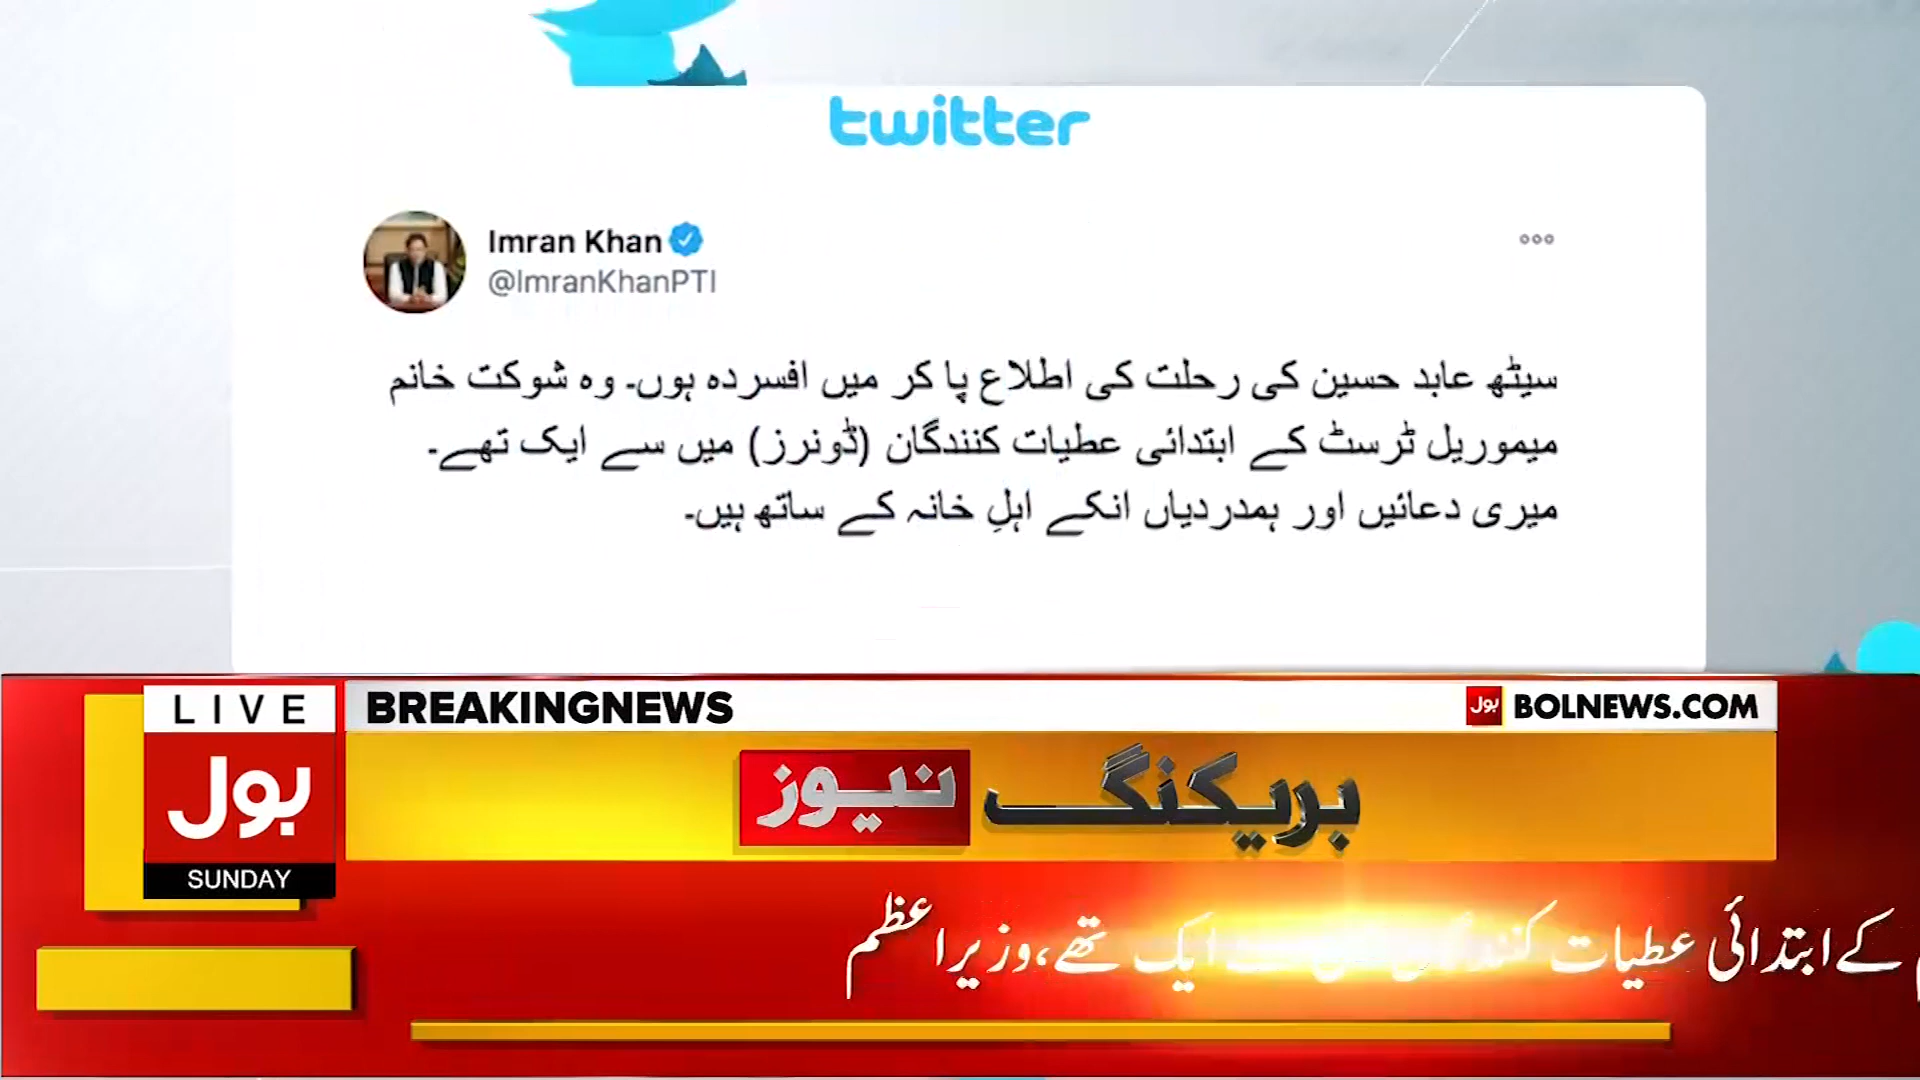 twitter
Imran Khan
@ImranKhanPTI
سیٹھ عابد حسین کی رحلت کی اطلاع پا کر میں افسردہ ہوں۔ وہ شوکت خانم
میموریل ٹرسٹ کے ابتدائی عطیات کنندگان (ڈونرز) میں سے ایک تھے۔
میری دعائیں اور ہمدردیاں انکے اہلِ خانہ کے ساتھ ہیں۔
LIVE
BREAKINGNEWS
بول
BOLNEWS.COM
بول
بریکنگ نیوز
SUNDAY
کے ابتدائی عطیات ایک تھے، وزیراعظم